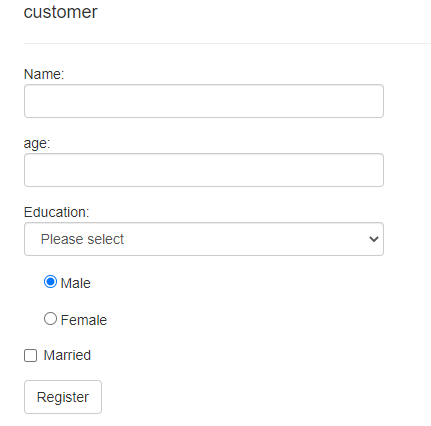 customer
Name:
age:
Education:
Please select
Male
Female
Married
Register